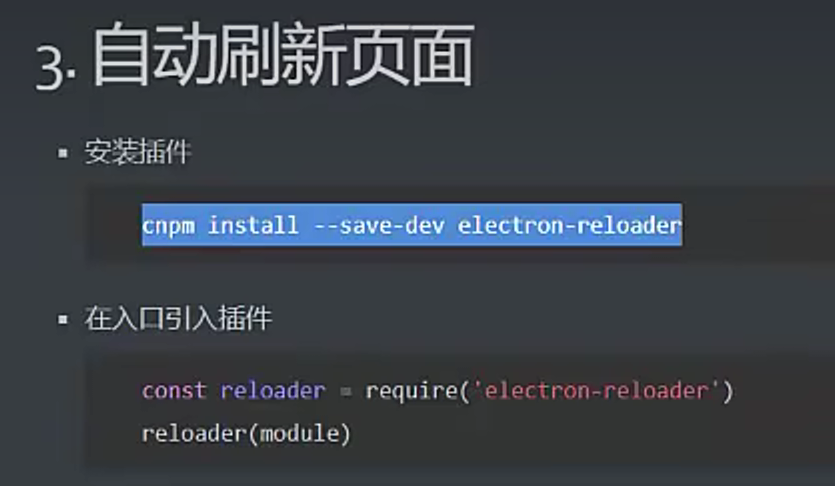 3. 自动刷新页面
▪ 安装插件
cnpm install --save-dev electron-reloader
▪ 在入口引入插件
const reloader = require('electron-reloader')
reloader(module)